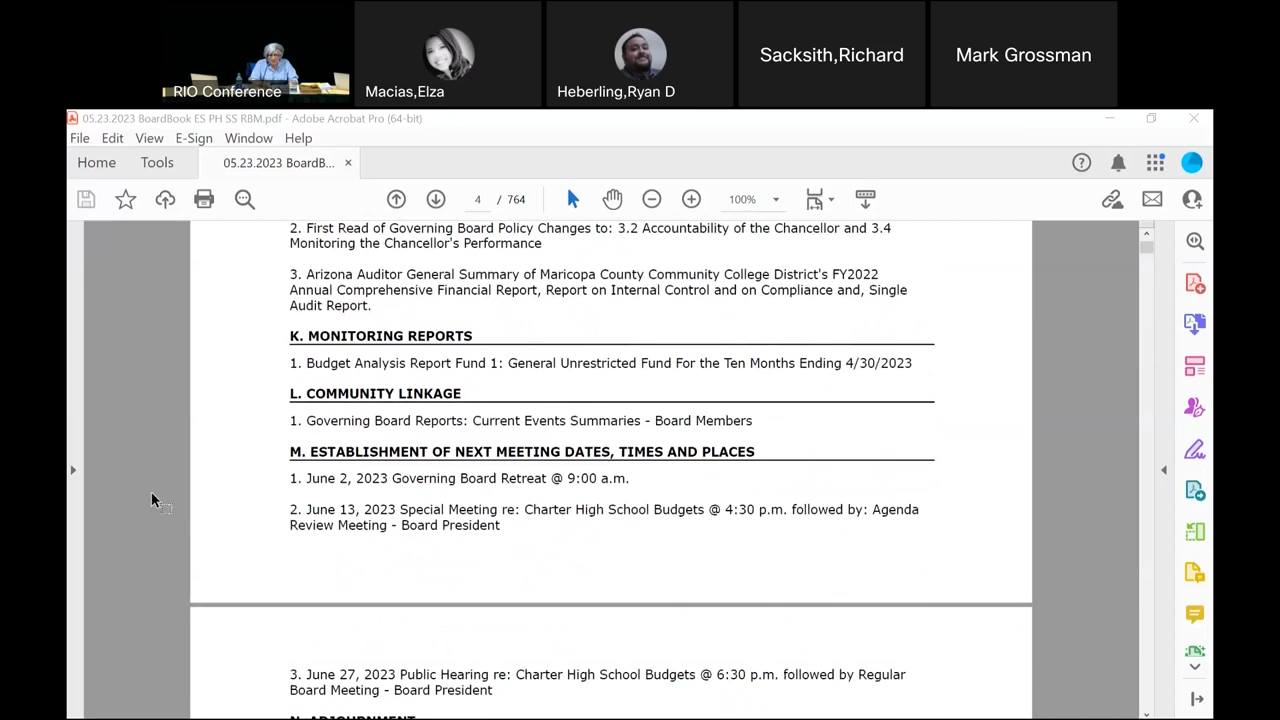 RIO Conference
Macias,Elza
Heberling,Ryan D
Sacksith,Richard
Mark Grossman
05.23.2023 BoardBook ES PH SS RBM.pdf - Adobe Acrobat Pro (64-bit)
File Edit View E-Sign Window Help
Home Tools 05.23.2023 BoardB... ×
4 / 764 100%
2. First Read of Governing Board Policy Changes to: 3.2 Accountability of the Chancellor and 3.4
Monitoring the Chancellor's Performance
3. Arizona Auditor General Summary of Maricopa County Community College District's FY2022
Annual Comprehensive Financial Report, Report on Internal Control and on Compliance and, Single
Audit Report.
K. MONITORING REPORTS
1. Budget Analysis Report Fund 1: General Unrestricted Fund For the Ten Months Ending 4/30/2023
L. COMMUNITY LINKAGE
1. Governing Board Reports: Current Events Summaries - Board Members
M. ESTABLISHMENT OF NEXT MEETING DATES, TIMES AND PLACES
1. June 2, 2023 Governing Board Retreat @ 9:00 a.m.
2. June 13, 2023 Special Meeting re: Charter High School Budgets @ 4:30 p.m. followed by: Agenda
Review Meeting - Board President
3. June 27, 2023 Public Hearing re: Charter High School Budgets @ 6:30 p.m. followed by Regular
Board Meeting - Board President
N. ADJOURNMENT